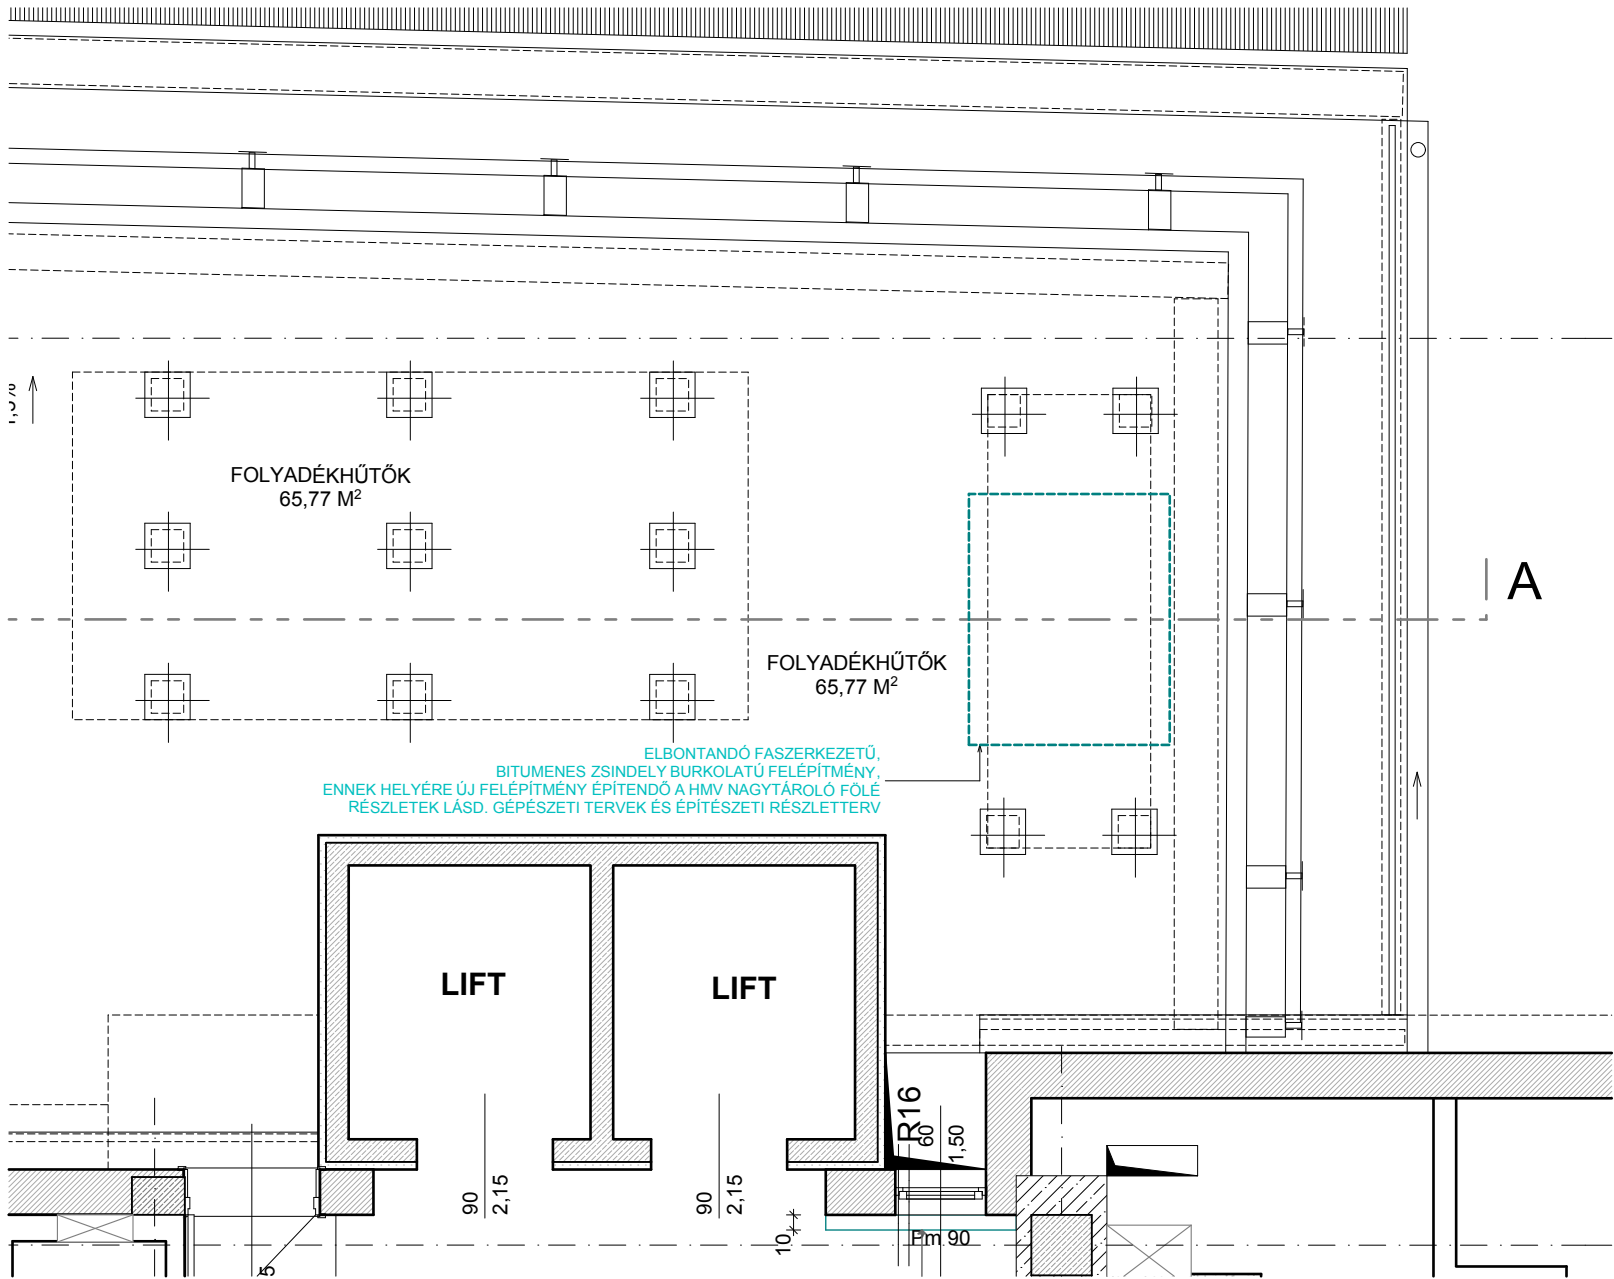 FOLYADÉKHŰTŐK
65,77 M²
A
FOLYADÉKHŰTŐK
65,77 M²
ELBONTANDÓ FASZERKEZETŰ,
BITUMENES ZSINDELY BURKOLATÚ FELÉPÍTMÉNY,
ENNEK HELYÉRE ÚJ FELÉPÍTMÉNY ÉPÍTENDŐ A HMV NAGYTÁROLÓ FÖLÉ
RÉSZLETEK LÁSD. GÉPÉSZETI TERVEK ÉS ÉPÍTÉSZETI RÉSZLETTERV
LIFT
LIFT
R16
60
1,50
90
2,15
90
2,15
10
Pm 90
5